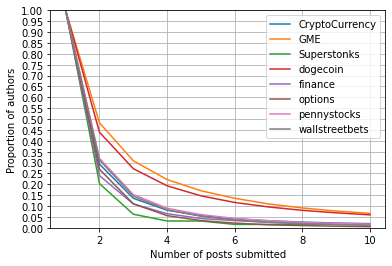 1.00
0.95
0.90
0.85
0.80
0.75
0.70
0.65
0.60
0.55
0.50
0.45
0.40
0.35
0.30
0.25
0.20
0.15
0.10
0.05
0.00
Proportion of authors
CryptoCurrency
GME
Superstonks
dogecoin
finance
options
pennystocks
wallstreetbets
2 4 6 8 10
Number of posts submitted